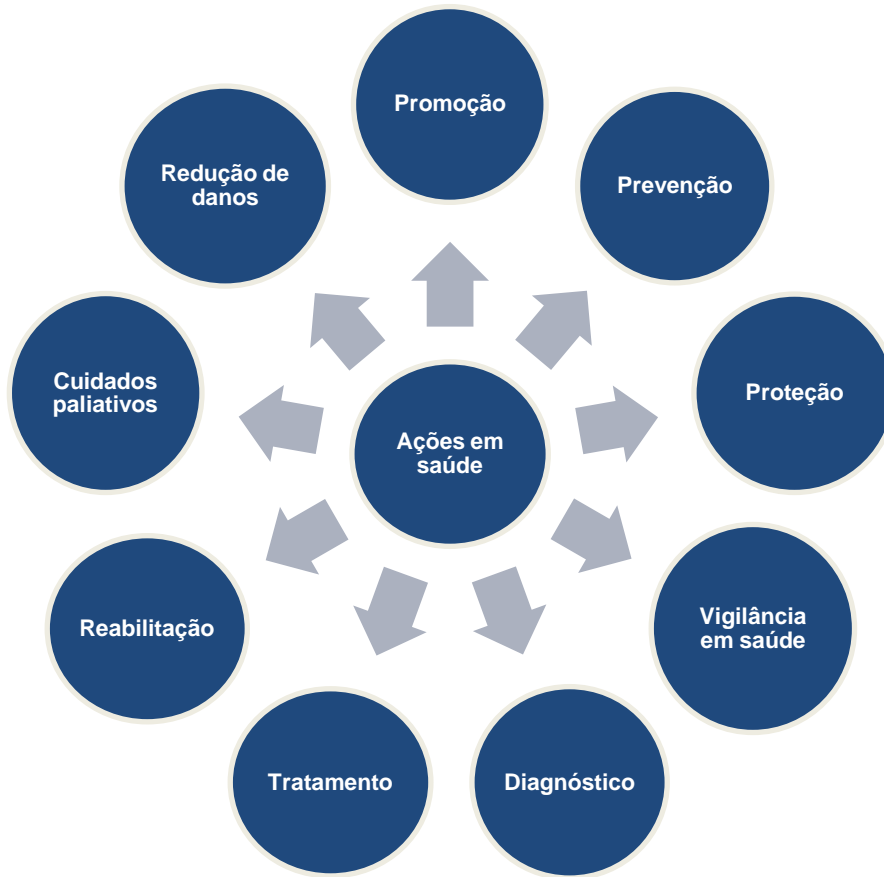 Promoção
Prevenção
Proteção
Vigilância
em saúde
Diagnóstico
Tratamento
Reabilitação
Cuidados
paliativos
Redução de
danos
Ações em
saúde